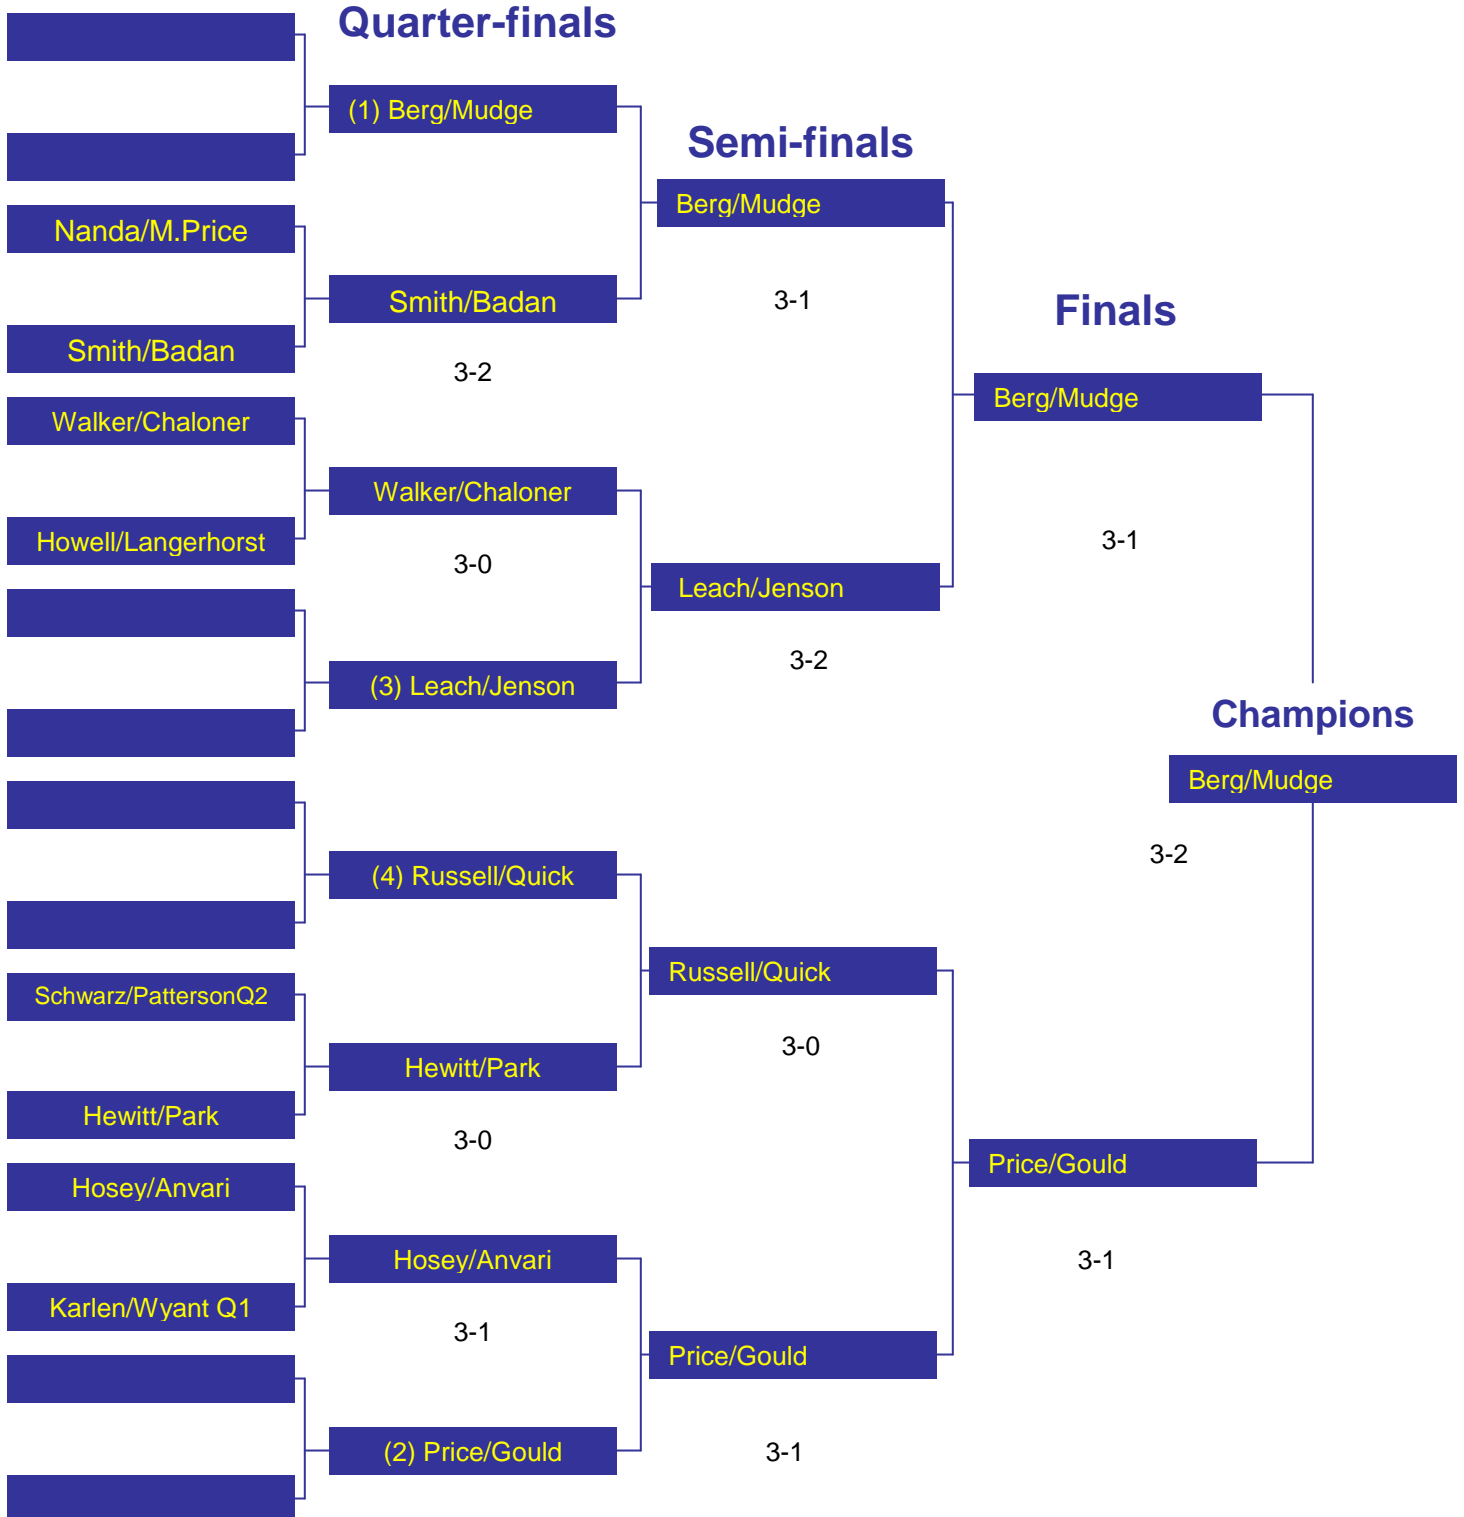 Quarter-finals
(1) Berg/Mudge
Semi-finals
Berg/Mudge
Nanda/M.Price
Smith/Badan
3-1
Finals
Smith/Badan
3-2
Berg/Mudge
Walker/Chaloner
Walker/Chaloner
Howell/Langerhorst
3-0
3-1
Leach/Jenson
3-2
(3) Leach/Jenson
Champions
Berg/Mudge
3-2
(4) Russell/Quick
Russell/Quick
Schwarz/PattersonQ2
3-0
Hewitt/Park
Hewitt/Park
3-0
Price/Gould
Hosey/Anvari
Hosey/Anvari
3-1
Karlen/Wyant Q1
3-1
Price/Gould
(2) Price/Gould
3-1